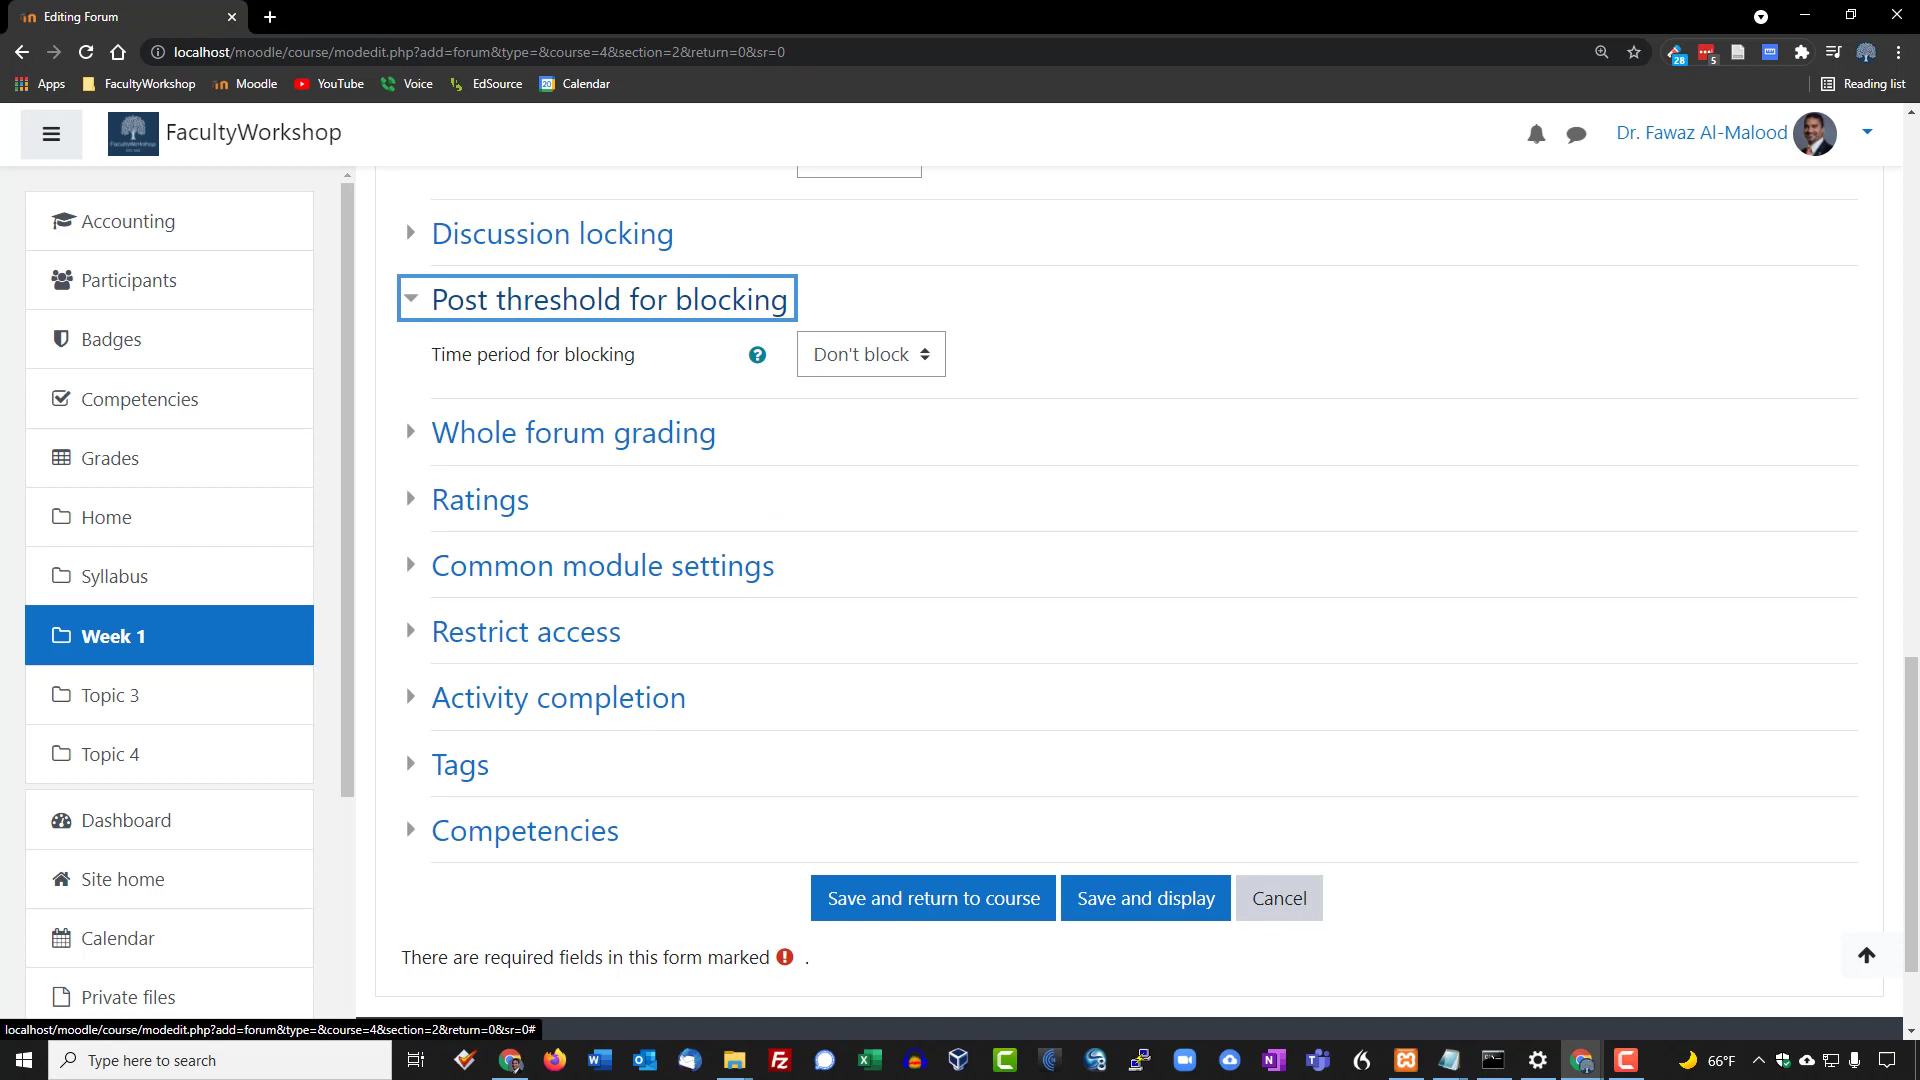 Editing Forum
localhost/moodle/course/modedit.php?add=forum&type=&course=4&section=2&return=0&sr=0
28
5
Apps
FacultyWorkshop
Moodle
YouTube
Voice
EdSource
20
Calendar
Reading list
FacultyWorkshop
Dr. Fawaz Al-Malood
Accounting
Participants
Badges
Competencies
Grades
Home
Syllabus
Week 1
Topic 3
Topic 4
Dashboard
Site home
Calendar
Private files
Discussion locking
Post threshold for blocking
Time period for blocking
Don't block
Whole forum grading
Ratings
Common module settings
Restrict access
Activity completion
Tags
Competencies
Save and return to course
Save and display
Cancel
There are required fields in this form marked .
localhost/moodle/course/modedit.php?add=forum&type=&course=4&section=2&return=0&sr=0#
Type here to search
66°F